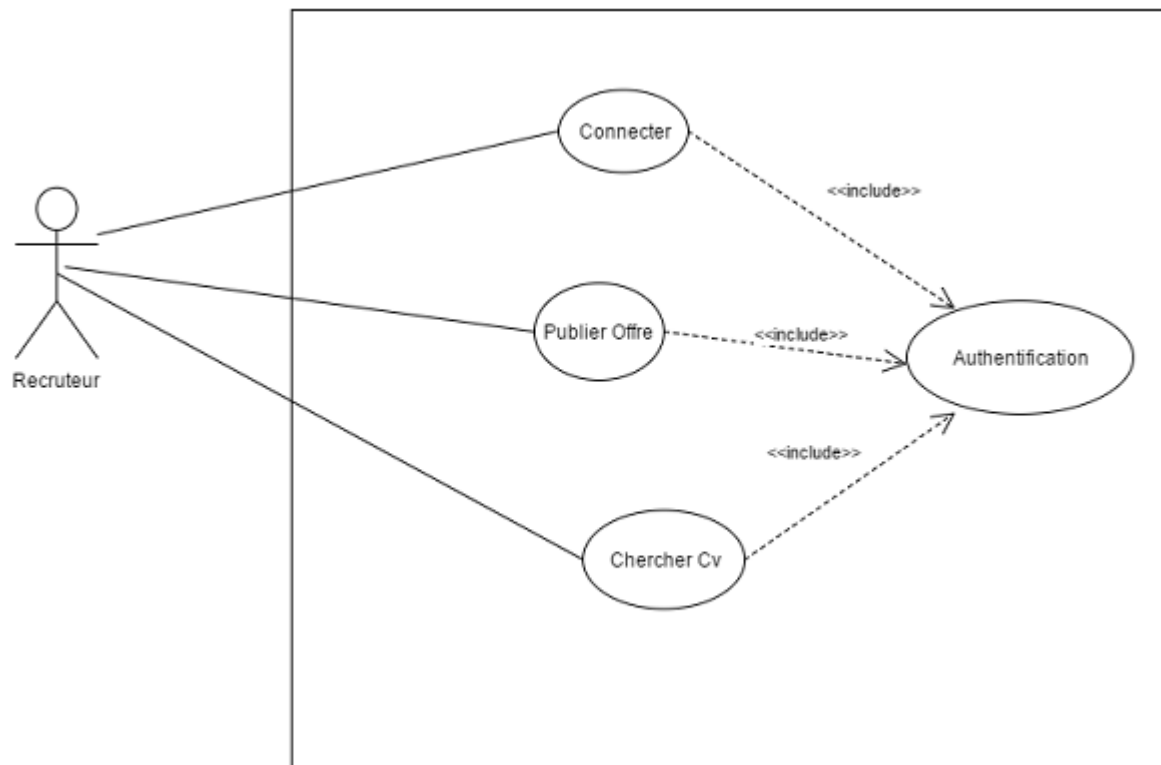 Connecter
<<include>>
Publier Offre
<<include>>
Authentification
Recruteur
<<include>>
Chercher Cv